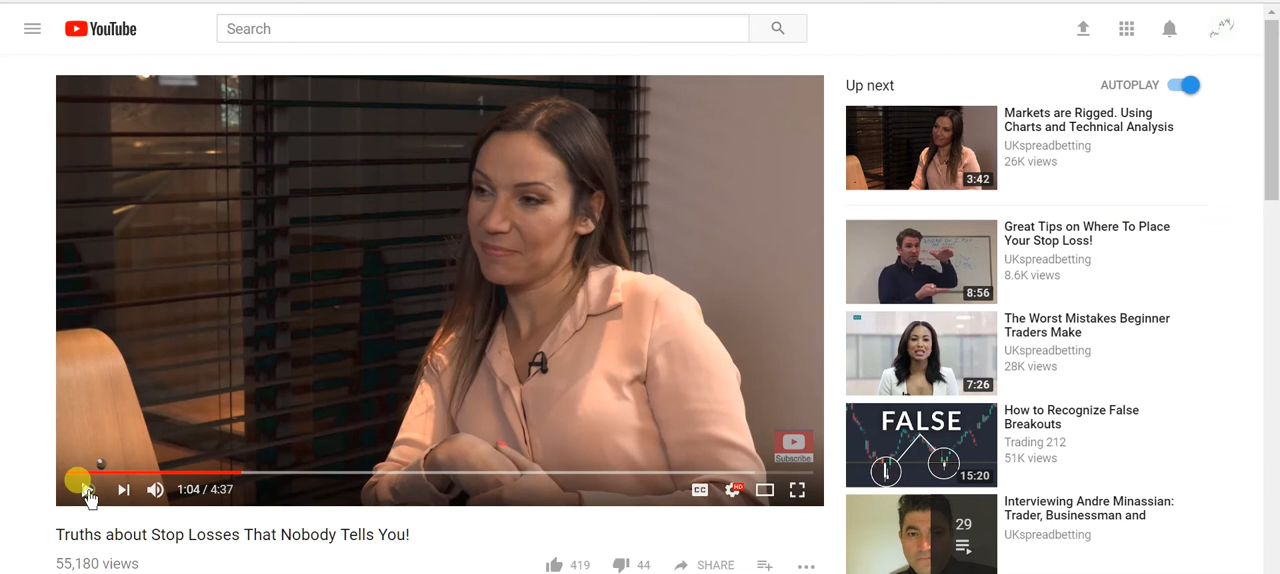 YouTube
Search
Subscribe
CC
HD
1:04 / 4:37
Truths about Stop Losses That Nobody Tells You!
55,180 views
419
44
SHARE
Up next
AUTOPLAY
Markets are Rigged. Using
Charts and Technical Analysis
UKspreadbetting
26K views
3:42
Great Tips on Where To Place
Your Stop Loss!
UKspreadbetting
8.6K views
8:56
The Worst Mistakes Beginner
Traders Make
UKspreadbetting
28K views
7:26
FALSE
How to Recognize False
Breakouts
Trading 212
51K views
15:20
Interviewing Andre Minassian:
Trader, Businessman and
UKspreadbetting
29